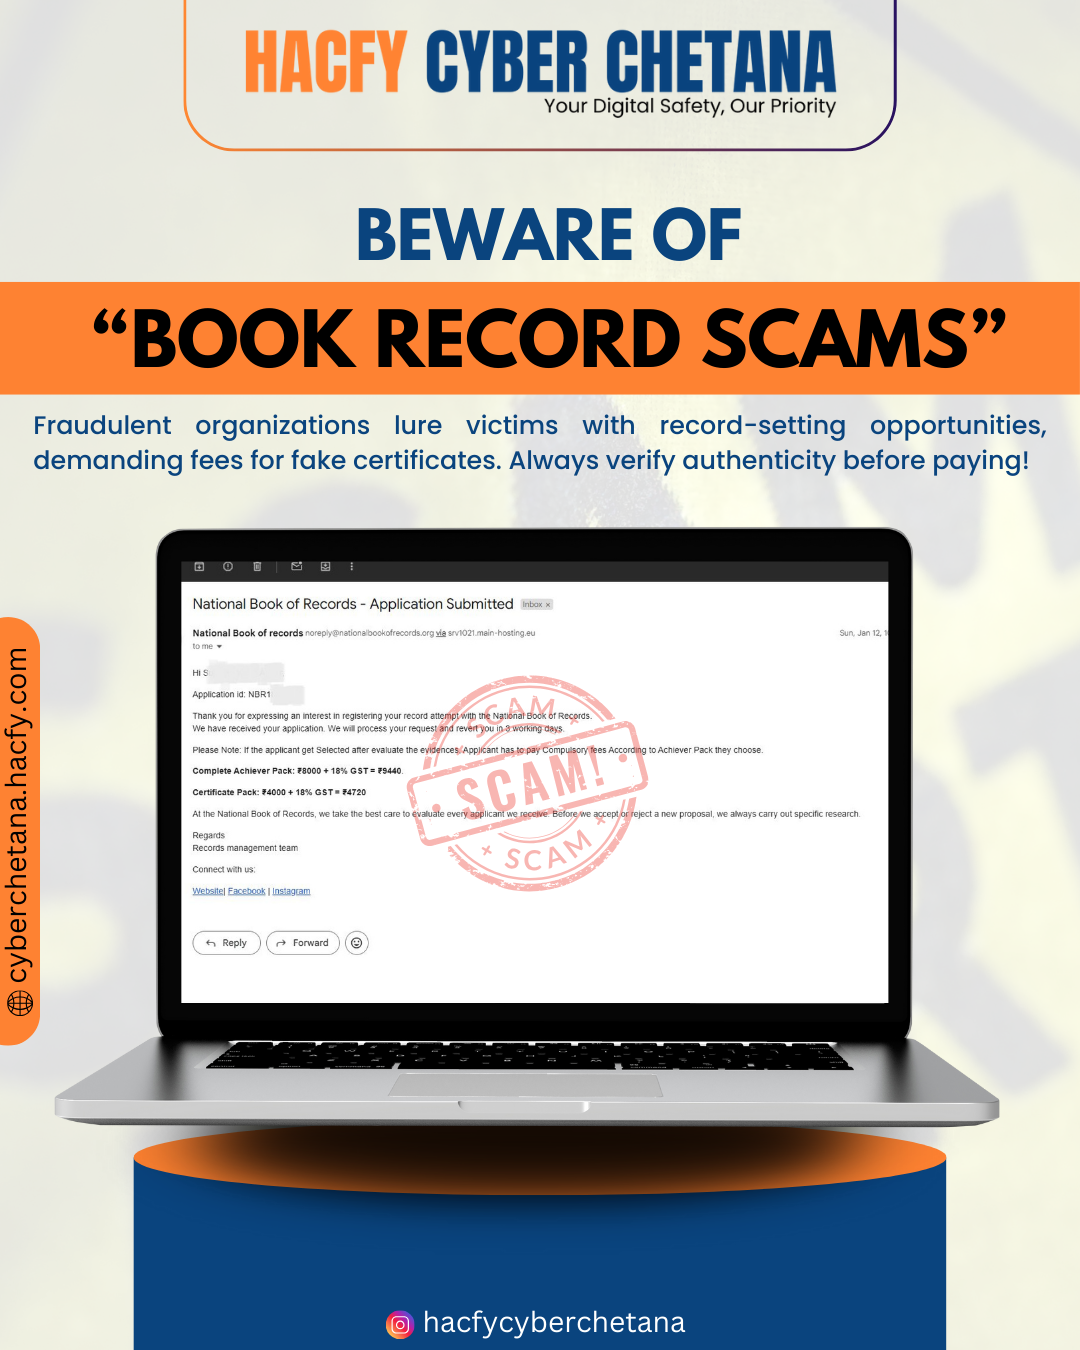 HACFY CYBER CHETANA
Your Digital Safety, Our Priority
BEWARE OF
“BOOK RECORD SCAMS”
Fraudulent organizations lure victims with record-setting opportunities,
demanding fees for fake certificates. Always verify authenticity before paying!
National Book of Records - Application Submitted Inbox x
National Book of records noreply@nationalbookofrecords.org via srv1021.main-hosting.eu Sun, Jan 12,
to me
Hi S
Application id: NBR1
Thank you for expressing an interest in registering your record attempt with the National Book of Records.
We have received your application. We will process your request and revert you in 3 working days.
Please Note: If the applicant get Selected after evaluate the evidences, Applicant has to pay Compulsory fees According to Achiever Pack they choose.
Complete Achiever Pack: ₹8000 + 18% GST = ₹9440.
Certificate Pack: ₹4000 + 18% GST = ₹4720
At the National Book of Records, we take the best care to evaluate every applicant we receive. Before we accept or reject a new proposal, we always carry out specific research.
Regards
Records management team
Connect with us:
Website| Facebook | Instagram
Reply Forward
SCAM
SCAM!
SCAM
cyberchetana.hacfy.com
hacfycyberchetana